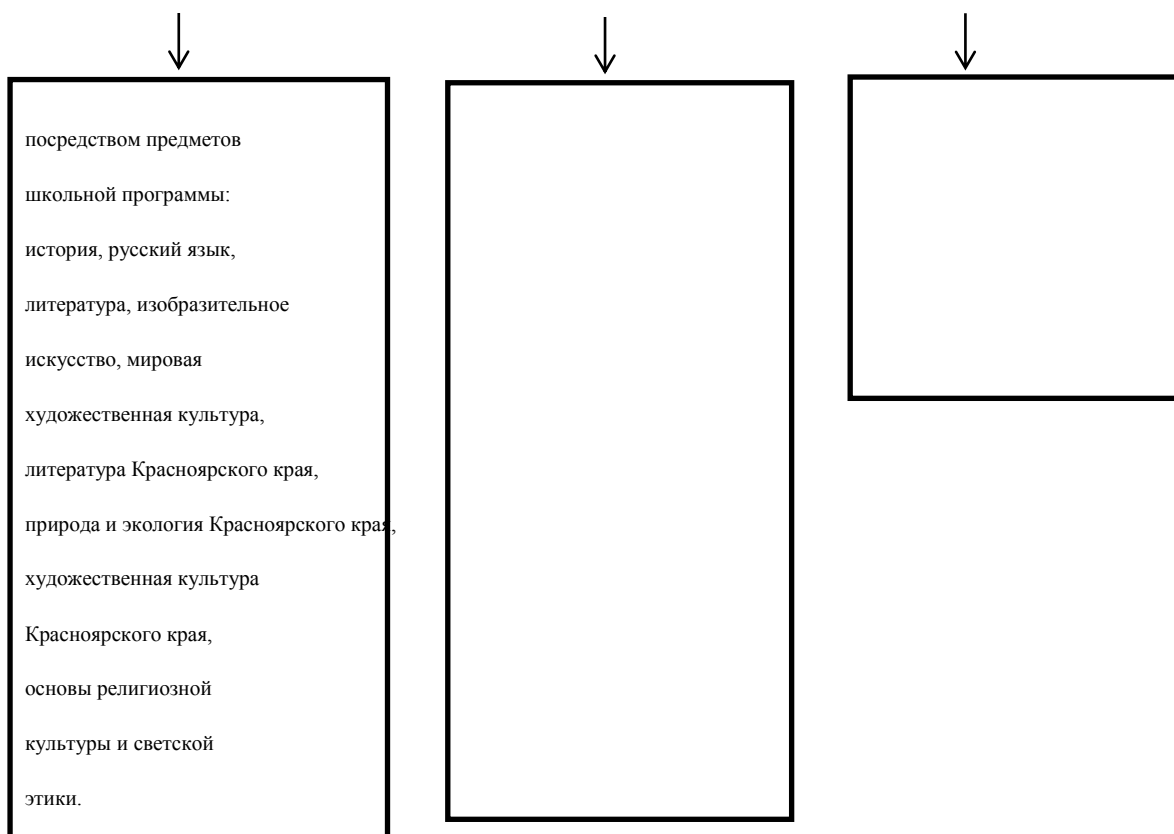 посредством предметов
школьной программы:
история, русский язык,
литература, изобразительное
искусство, мировая
художественная культура,
литература Красноярского края,
природа и экология Красноярского края,
художественная культура
Красноярского края,
основы религиозной
культуры и светской
этики.